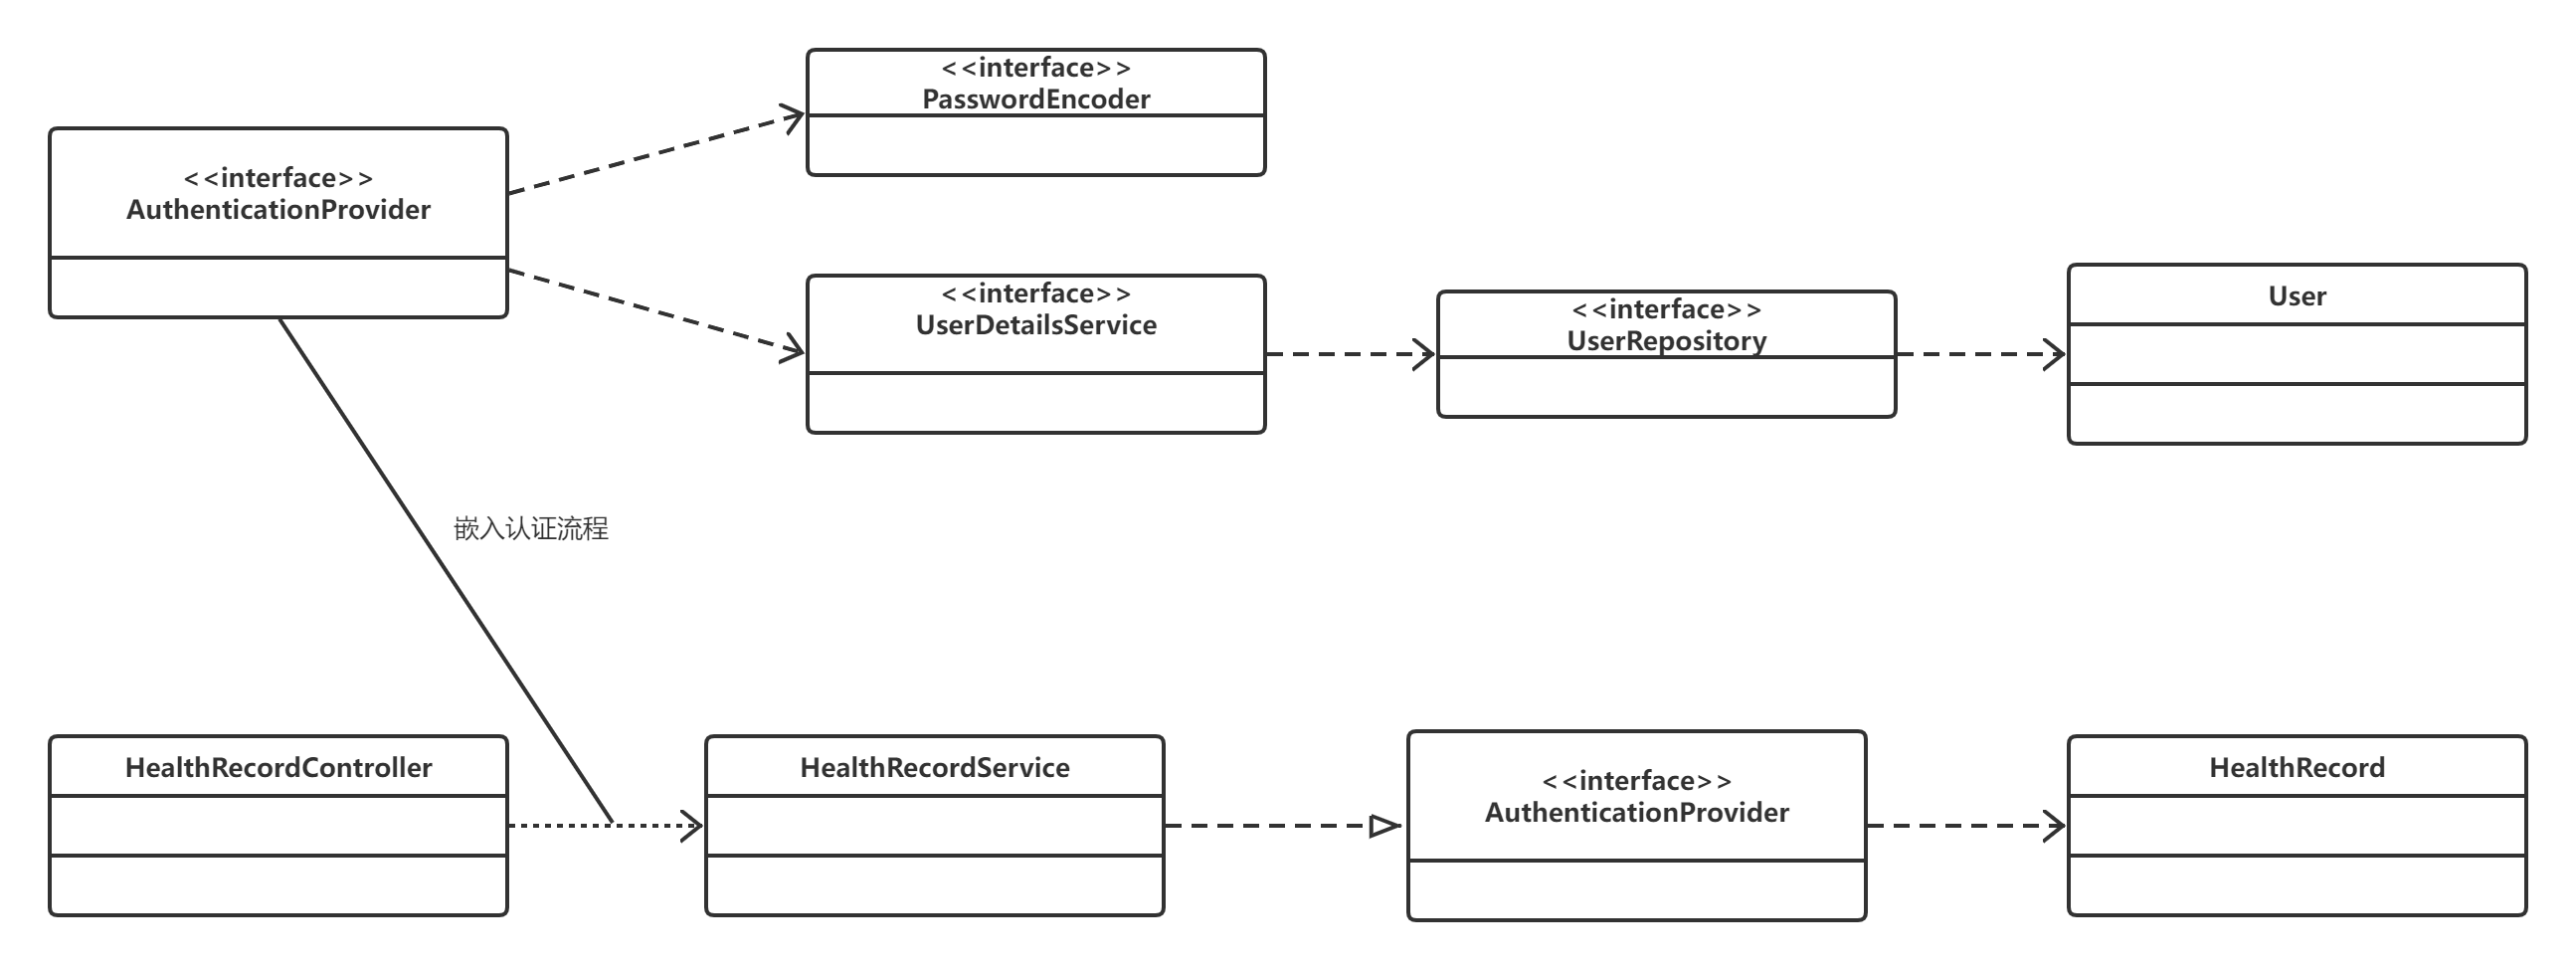 <<interface>>
PasswordEncoder
<<interface>>
AuthenticationProvider
<<interface>>
UserDetailsService
<<interface>>
UserRepository
User
嵌入认证流程
HealthRecordController
HealthRecordService
<<interface>>
AuthenticationProvider
HealthRecord